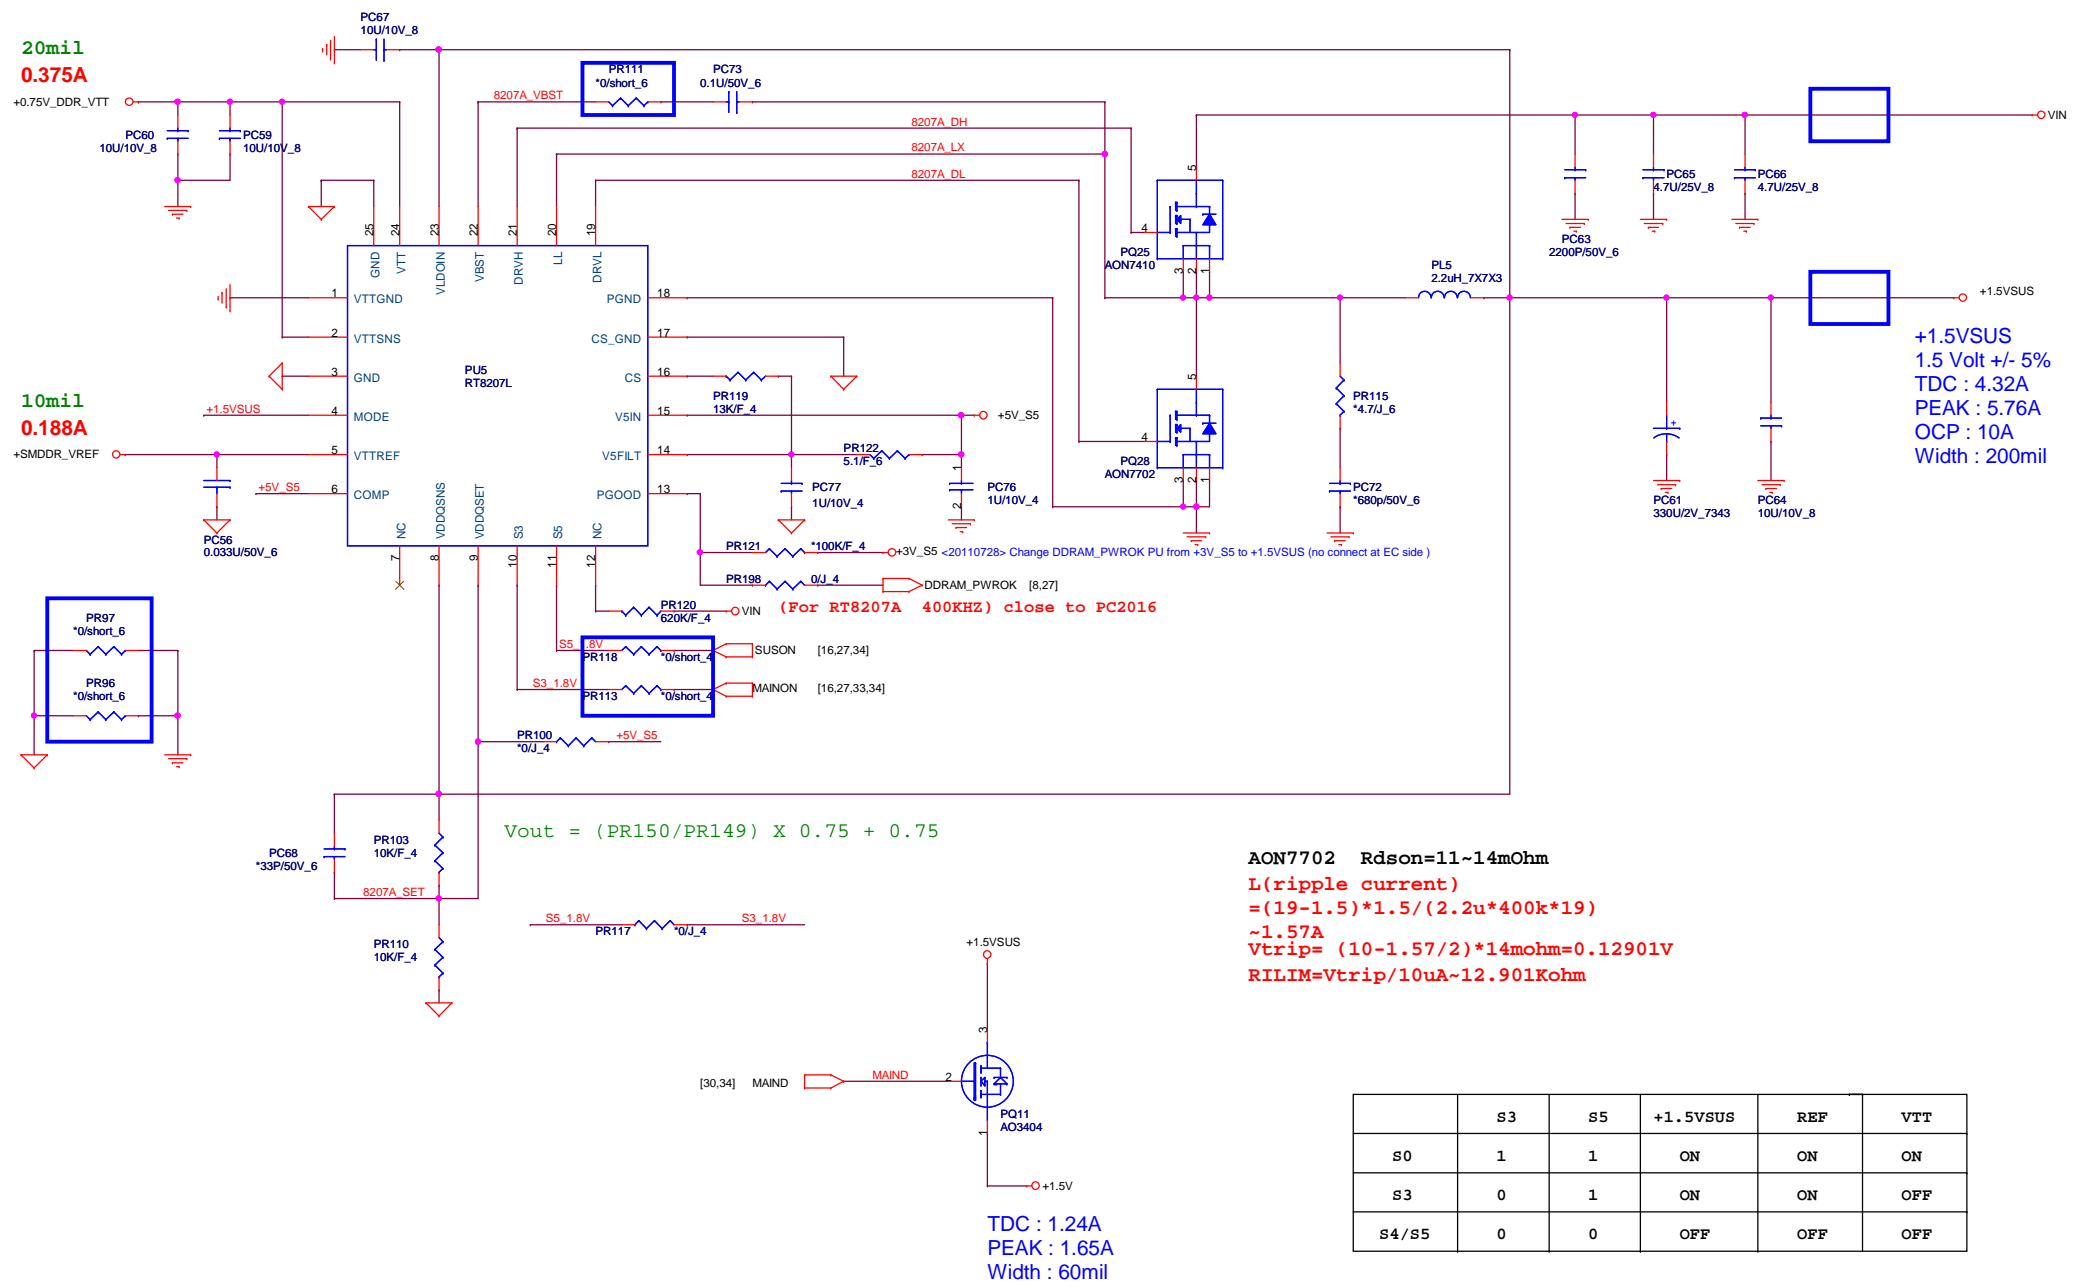 20mil
0.375A
+0.75V_DDR_VTT
PC67
10U/10V_8
PC60
10U/10V_8
PC59
10U/10V_8
8207A_VBST
PR111
*0/short_6
PC73
0.1U/50V_6
8207A_DH
8207A_LX
8207A_DL
VIN
PC63
2200P/50V_6
PC65
4.7U/25V_8
PC66
4.7U/25V_8
5
4
PQ25
AON7410
3
2
1
25
24
23
22
21
20
19
GND
VTT
VLDOIN
VBST
DRVH
LL
DRVL
1 VTTGND
2 VTTSNS
3 GND
4 MODE
5 VTTREF
6 COMP
PU5
RT8207L
PGND 18
CS_GND 17
CS 16
V5IN 15
V5FILT 14
PGOOD 13
NC
VDDQSNS
VDDQSET
S3
S5
NC
7
8
9
10
11
12
10mil
0.188A
+SMDDR_VREF
+1.5VSUS
+5V_S5
PC56
0.033U/50V_6
PR119
13K/F_4
+5V_S5
PR122
5.1/F_6
PC77
1U/10V_4
1
2
PC76
1U/10V_4
5
4
PQ28
AON7702
3
2
1
PL5
2.2uH_7X7X3
PR115
*4.7/J_6
PC72
*680p/50V_6
+
PC61
330U/2V_7343
PC64
10U/10V_8
+1.5VSUS
+1.5VSUS
1.5 Volt +/- 5%
TDC : 4.32A
PEAK : 5.76A
OCP : 10A
Width : 200mil
PR121
*100K/F_4
+3V_S5
<20110728> Change DDRAM_PWROK PU from +3V_S5 to +1.5VSUS (no connect at EC side )
PR198
0/J_4
DDRAM_PWROK [8,27]
PR120
620K/F_4
VIN
(For RT8207A 400KHZ) close to PC2016
PR97
*0/short_6
PR96
*0/short_6
PR118
*0/short_4
SUSON [16,27,34]
S3_1.8V
PR113
*0/short_4
MAINON [16,27,33,34]
PR100
*0/J_4
+5V_S5
Vout = (PR150/PR149) X 0.75 + 0.75
PC68
*33P/50V_6
PR103
10K/F_4
8207A_SET
PR110
10K/F_4
S5_1.8V
PR117
*0/J_4
S3_1.8V
AON7702 Rdson=11~14mOhm
L(ripple current)
=(19-1.5)*1.5/(2.2u*400k*19)
~1.57A
Vtrip= (10-1.57/2)*14mohm=0.12901V
RILIM=Vtrip/10uA~12.901Kohm
+1.5VSUS
3
[30,34] MAIND
MAIND
2
PQ11
AO3404
1
+1.5V
TDC : 1.24A
PEAK : 1.65A
Width : 60mil
S3 S5 +1.5VSUS REF VTT
S0 1 1 ON ON ON
S3 0 1 ON ON OFF
S4/S5 0 0 OFF OFF OFF